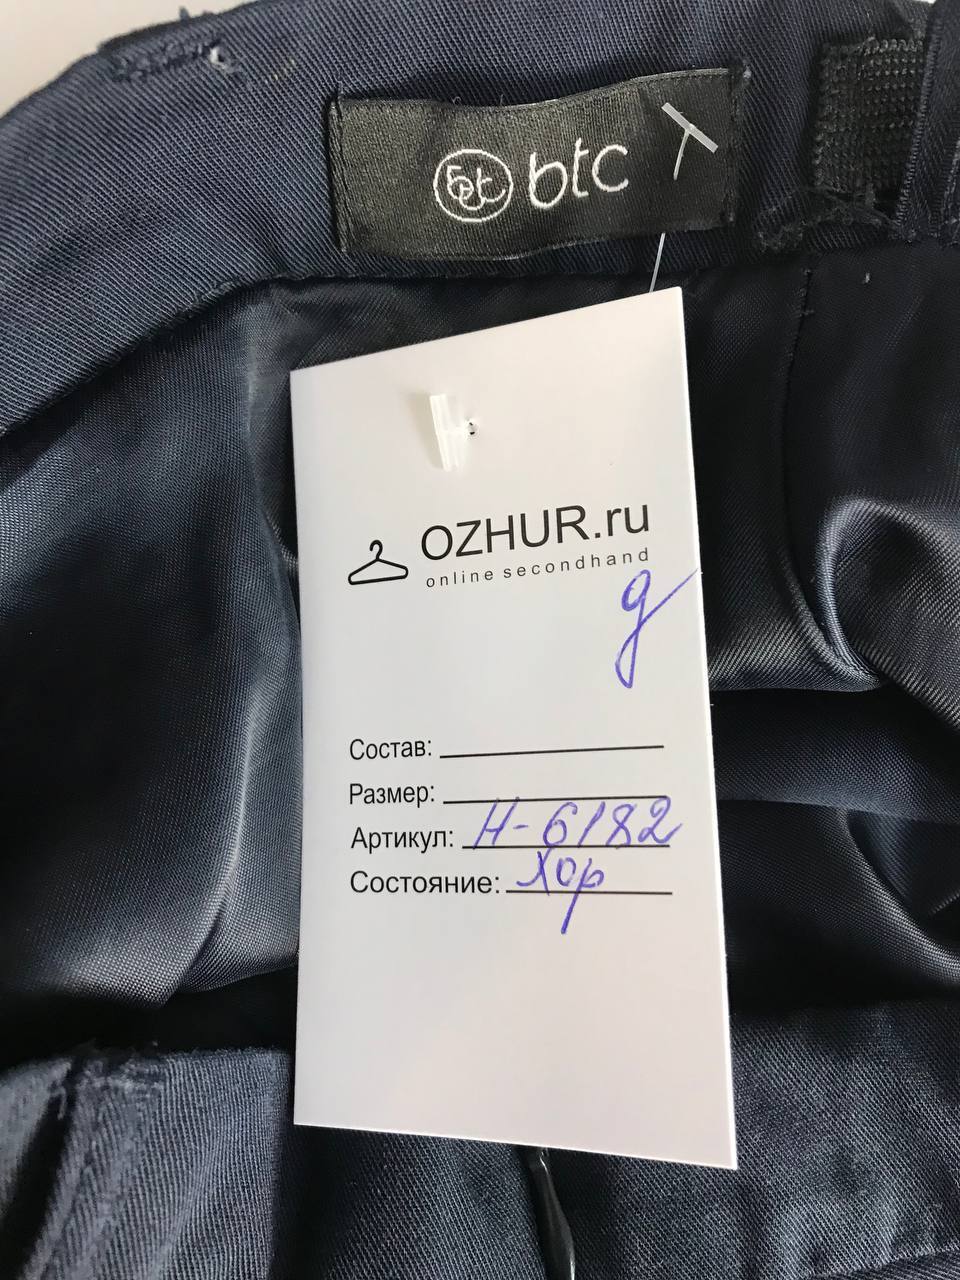 btc
OZHUR.ru
online secondhand
g
Состав:
Размер:
Артикул: Н-6182
Состояние: Хор